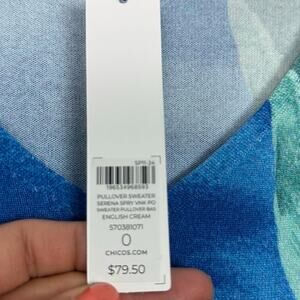 SP11-24
196534968593
PULLOVER SWEATER
SERENA SPRY VNK PO
SWEATER-PULLOVER-BAS
ENGLISH CREAM
570381071
0
CHICOS.COM
$79.50